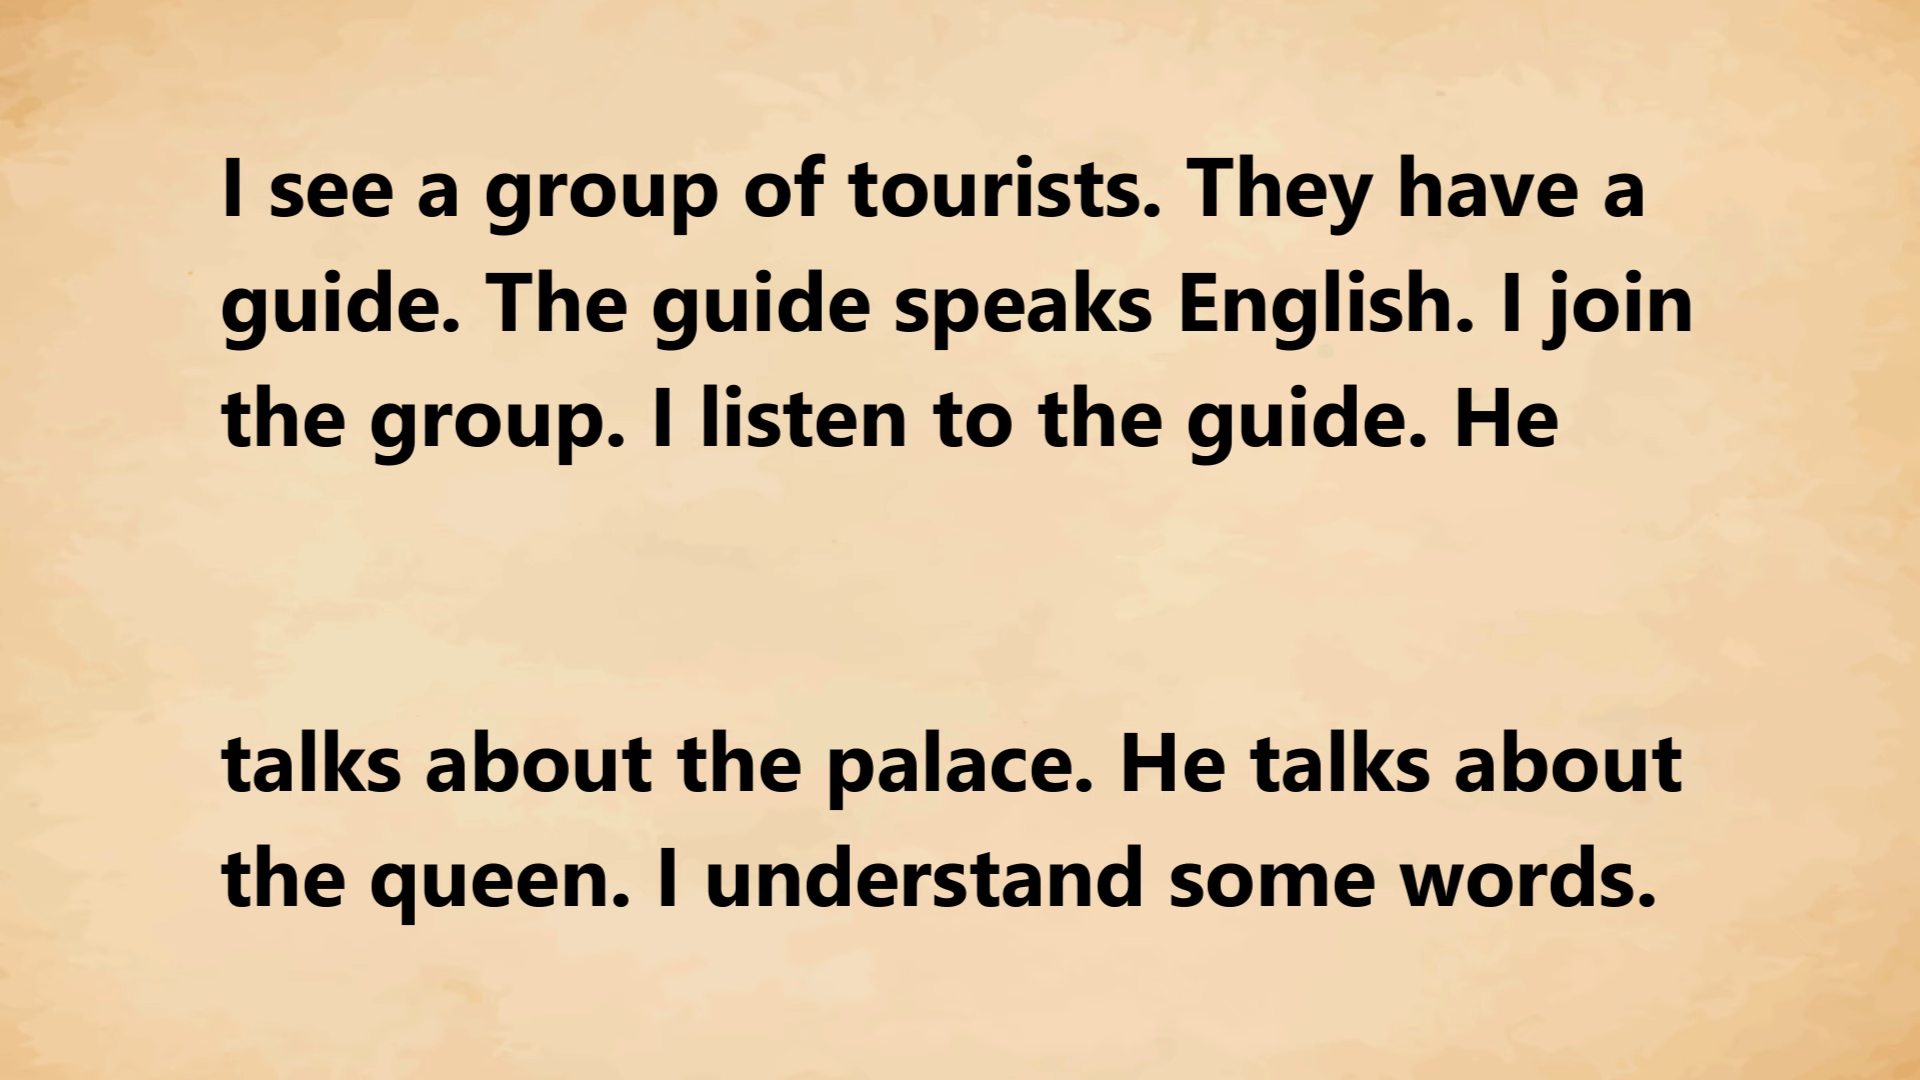 I see a group of tourists. They have a
guide. The guide speaks English. I join
the group. I listen to the guide. He
talks about the palace. He talks about
the queen. I understand some words.